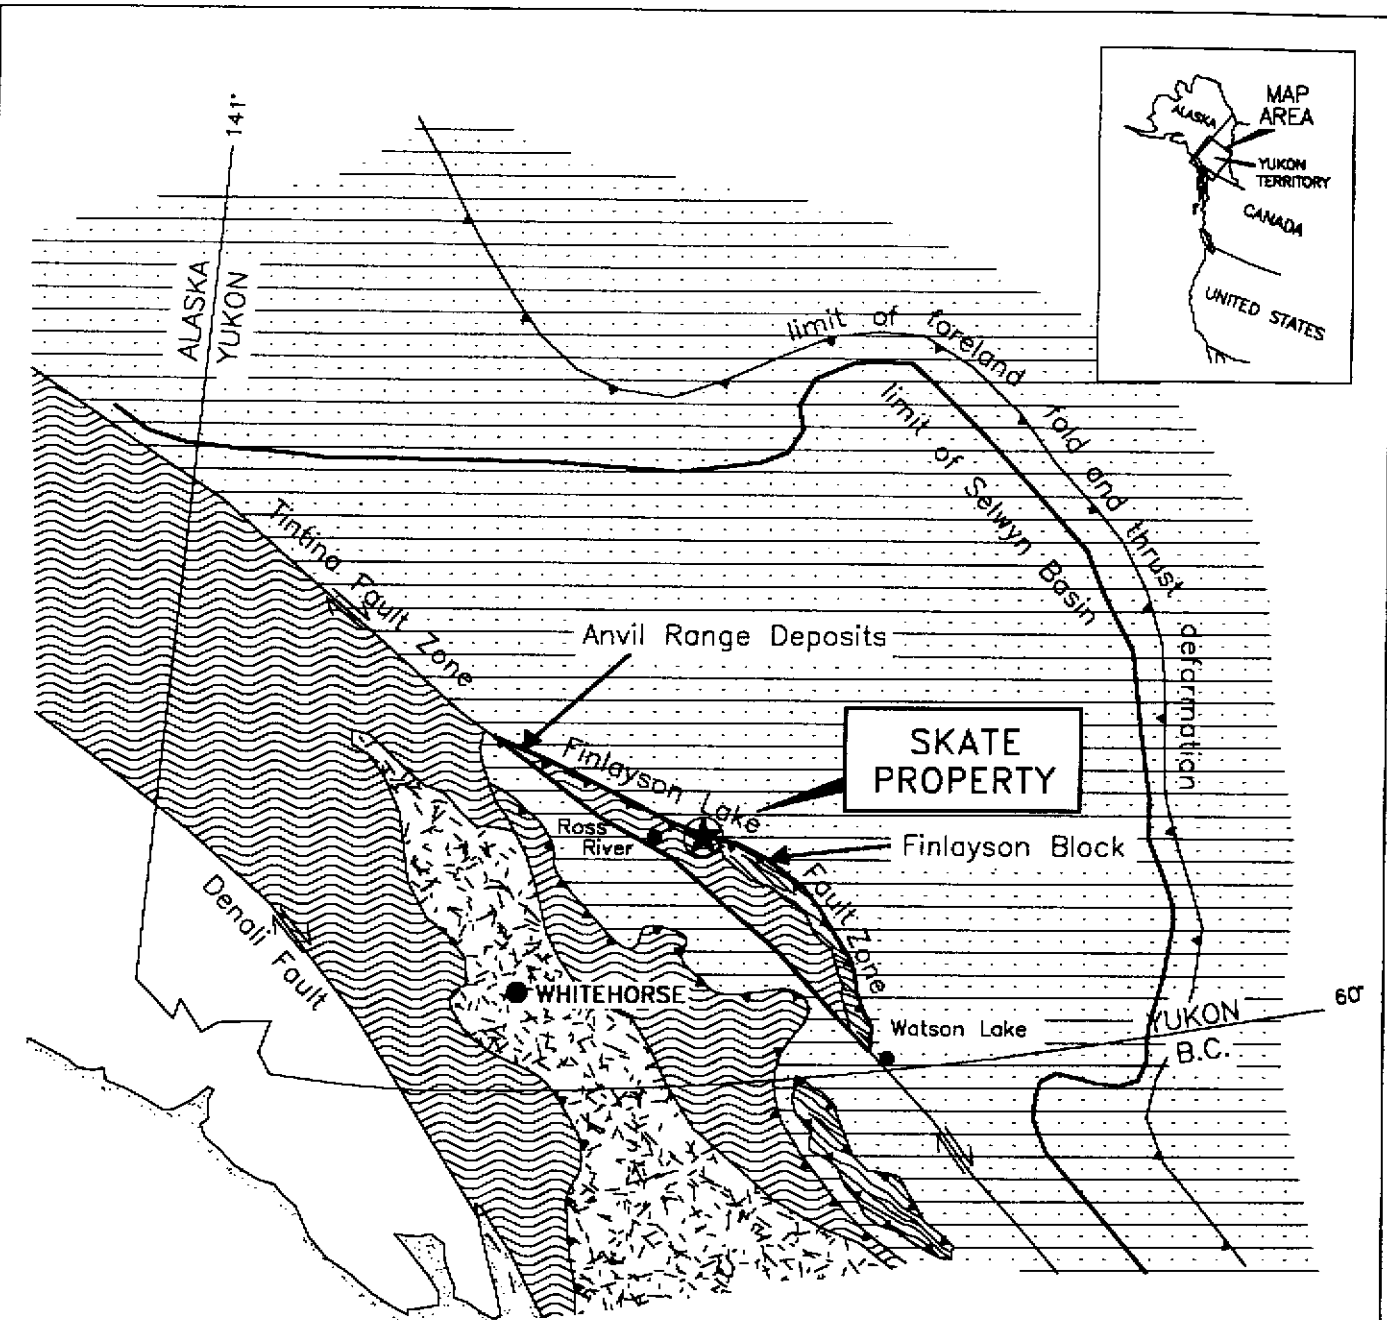 141°
ALASKA
YUKON
MAP
AREA
ALASKA
YUKON
TERRITORY
CANADA
UNITED STATES
limit of foreland fold and thrust deformation
limit of Selwyn Basin
Tintina Fault Zone
Anvil Range Deposits
SKATE
PROPERTY
Finlayson Lake Fault Zone
Ross
River
Finlayson Block
Denali Fault
WHITEHORSE
Watson Lake
60°
YUKON
B.C.